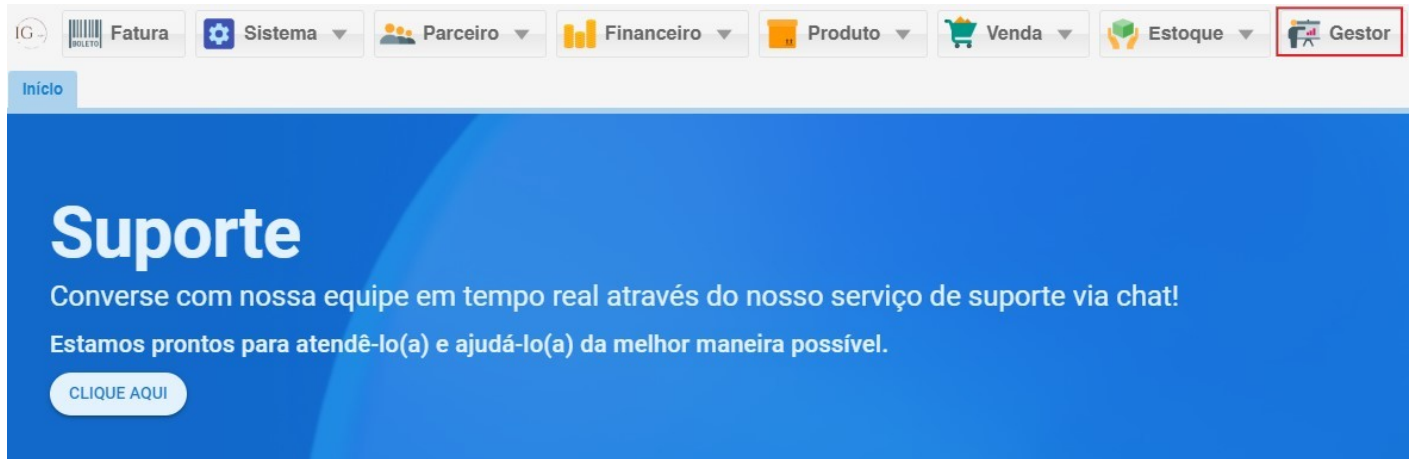 IG
BOLETO
Fatura
Sistema
Parceiro
Financeiro
Produto
Venda
Estoque
Gestor
Início
Suporte
Converse com nossa equipe em tempo real através do nosso serviço de suporte via chat!
Estamos prontos para atendê-lo(a) e ajudá-lo(a) da melhor maneira possível.
CLIQUE AQUI